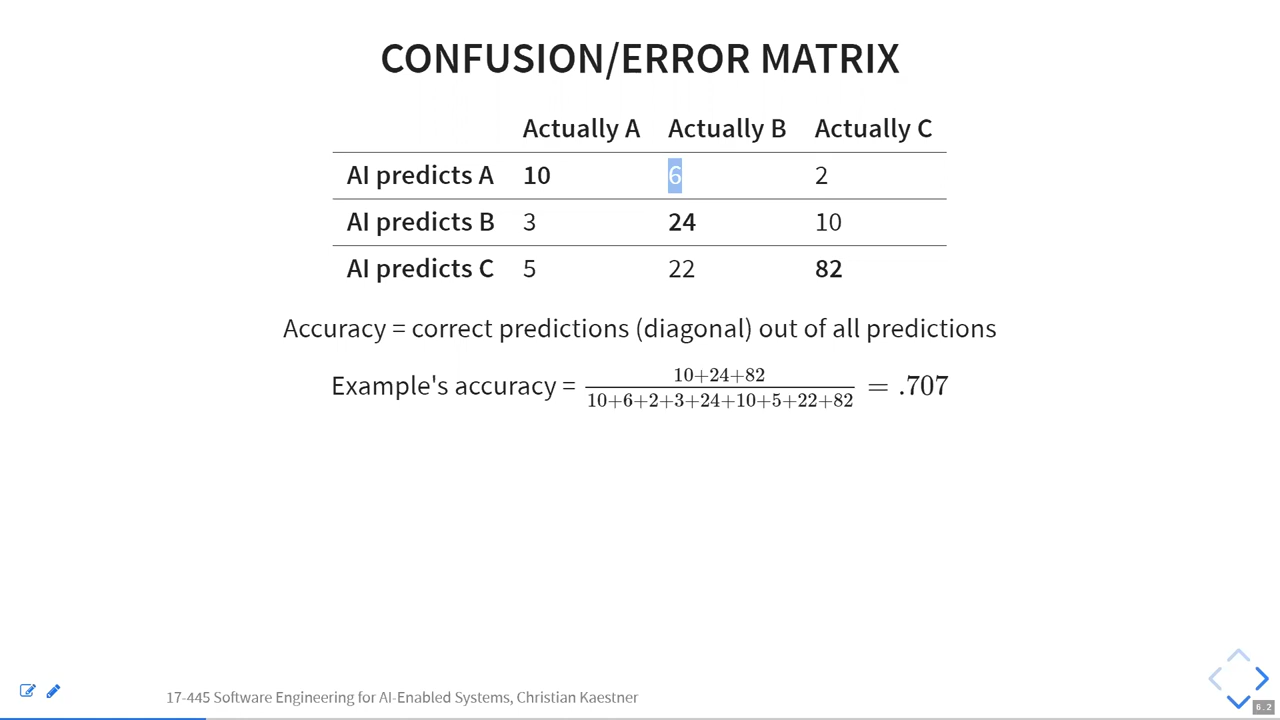 CONFUSION/ERROR MATRIX
Actually A Actually B Actually C
AI predicts A 10 6 2
AI predicts B 3 24 10
AI predicts C 5 22 82
Accuracy = correct predictions (diagonal) out of all predictions
10+24+82
Example's accuracy = = .707
10+6+2+3+24+10+5+22+82
17-445 Software Engineering for AI-Enabled Systems, Christian Kaestner
6.2